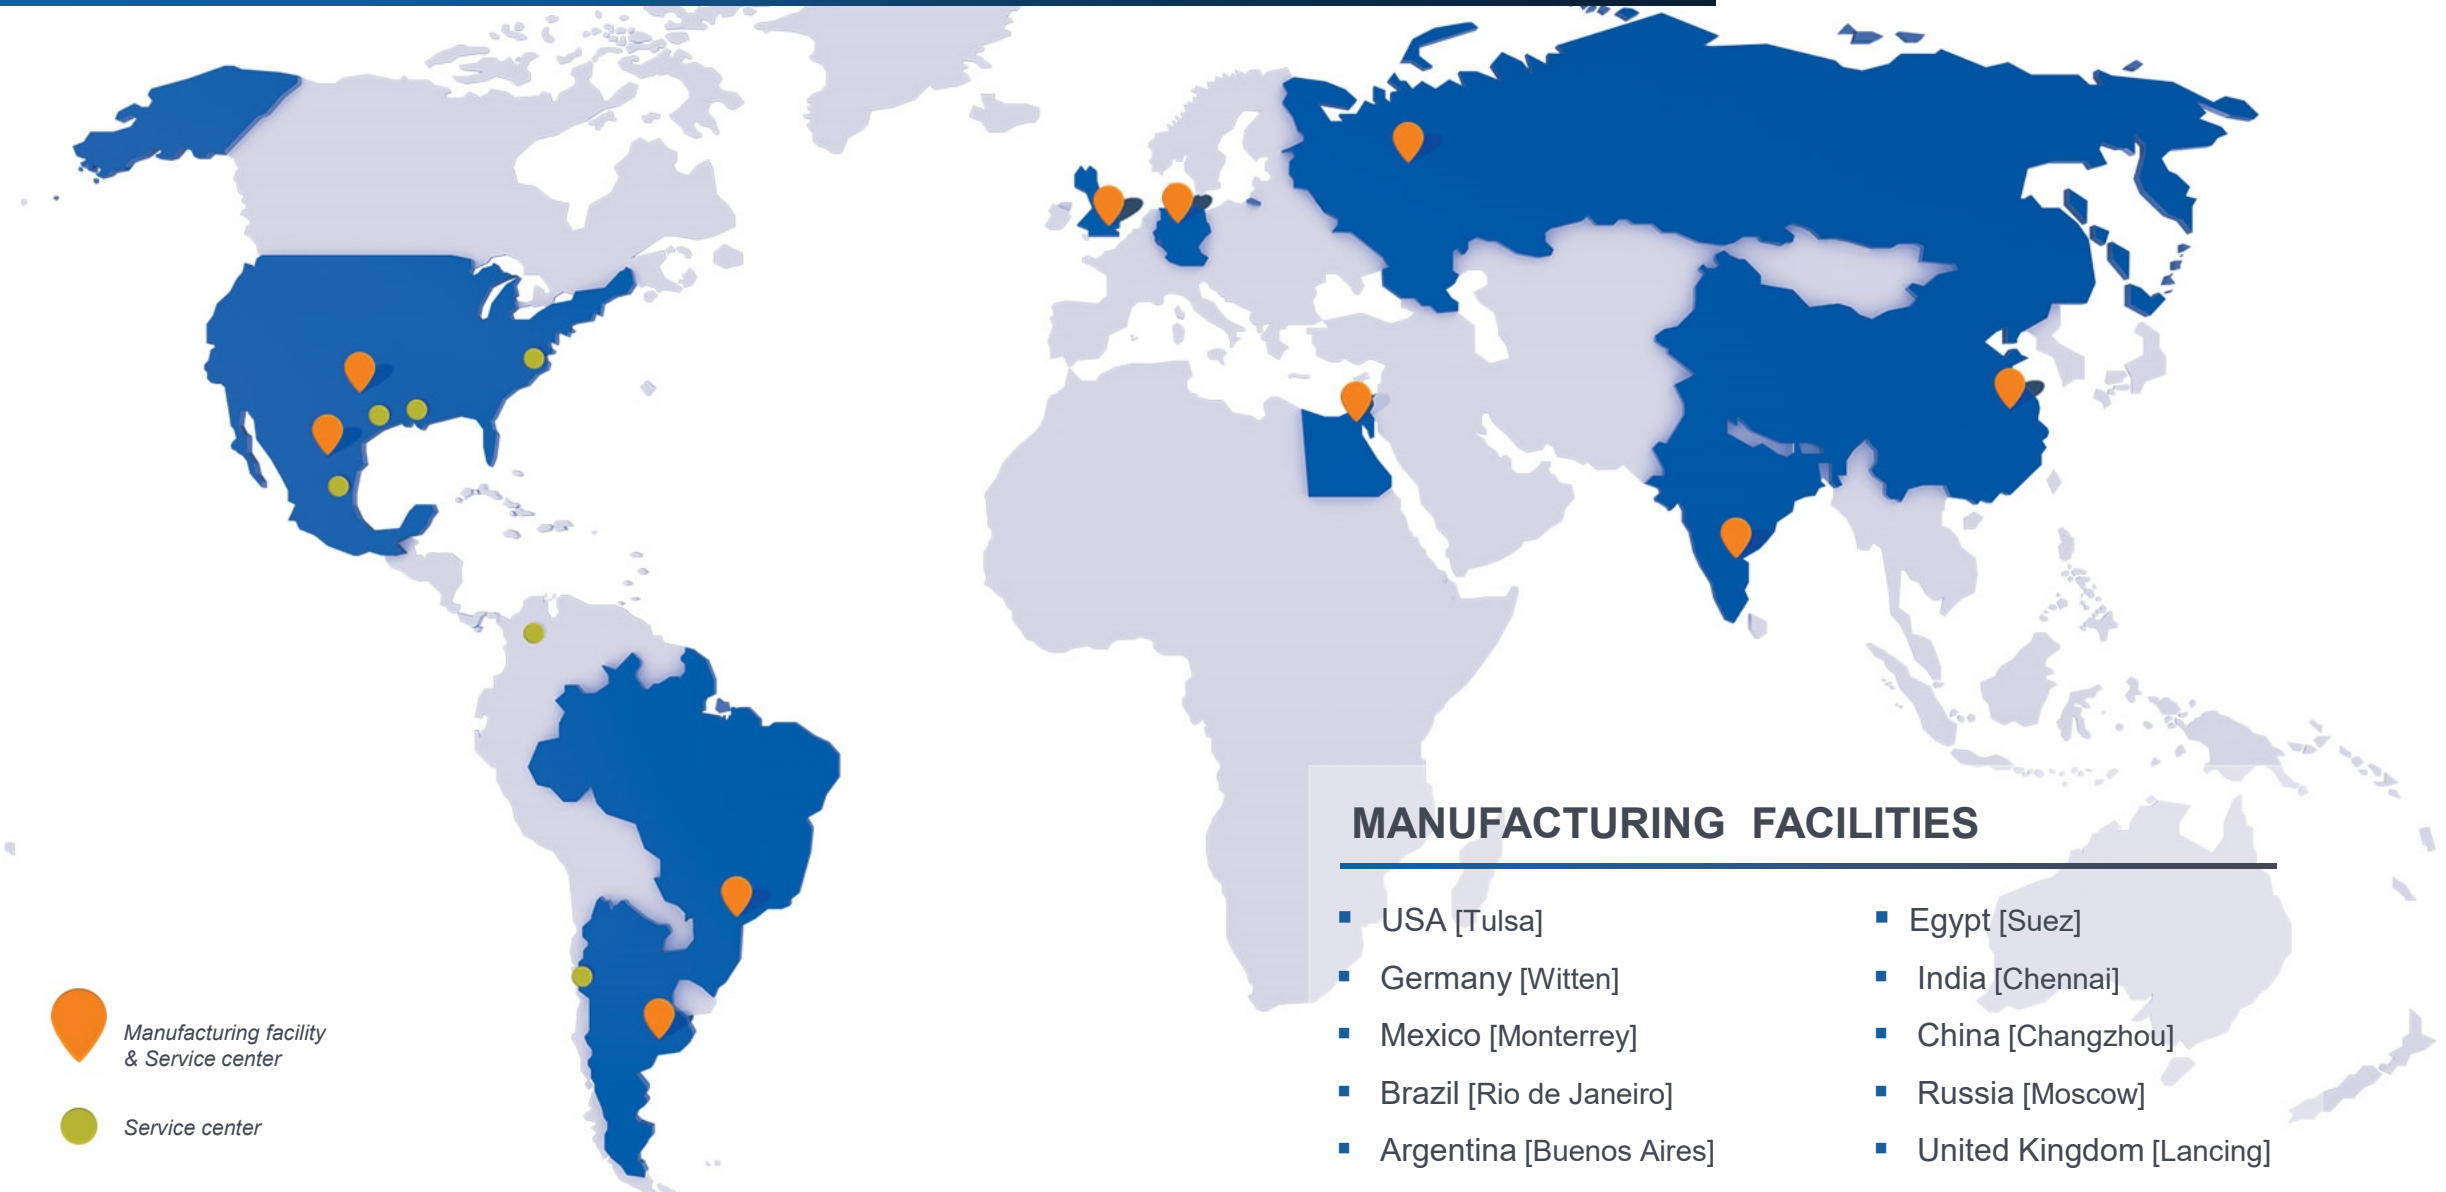 MANUFACTURING FACILITIES
USA [Tulsa]
Germany [Witten]
Mexico [Monterrey]
Brazil [Rio de Janeiro]
Argentina [Buenos Aires]
Egypt [Suez]
India [Chennai]
China [Changzhou]
Russia [Moscow]
United Kingdom [Lancing]
Manufacturing facility
& Service center
Service center